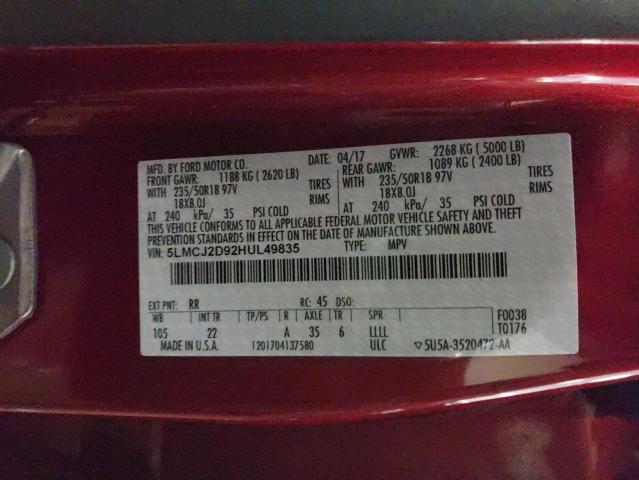 MFD. BY FORD MOTOR CO. DATE: 04/17 GVWR: 2268 KG ( 5000 LB)
FRONT GAWR: 1188 KG ( 2620 LB) REAR GAWR: 1089 KG ( 2400 LB)
WITH 235/50R18 97V TIRES WITH 235/50R18 97V TIRES
18X8.0J RIMS 18X8.0J RIMS
AT 240 kPa/ 35 PSI COLD AT 240 kPa/ 35 PSI COLD
THIS VEHICLE CONFORMS TO ALL APPLICABLE FEDERAL MOTOR VEHICLE SAFETY AND THEFT
PREVENTION STANDARDS IN EFFECT ON THE DATE OF MANUFACTURE SHOWN ABOVE.
VIN: 5LMCJ2D92HUL49835 TYPE: MPV
EXT PNT: RR RC: 45 DSO:
WB INT TR TP/PS R AXLE TR SPR F0038
105 22 A 35 6 LLLL T0176
MADE IN U.S.A. 1201704137580 ULC ▽5U5A-3520472-AA